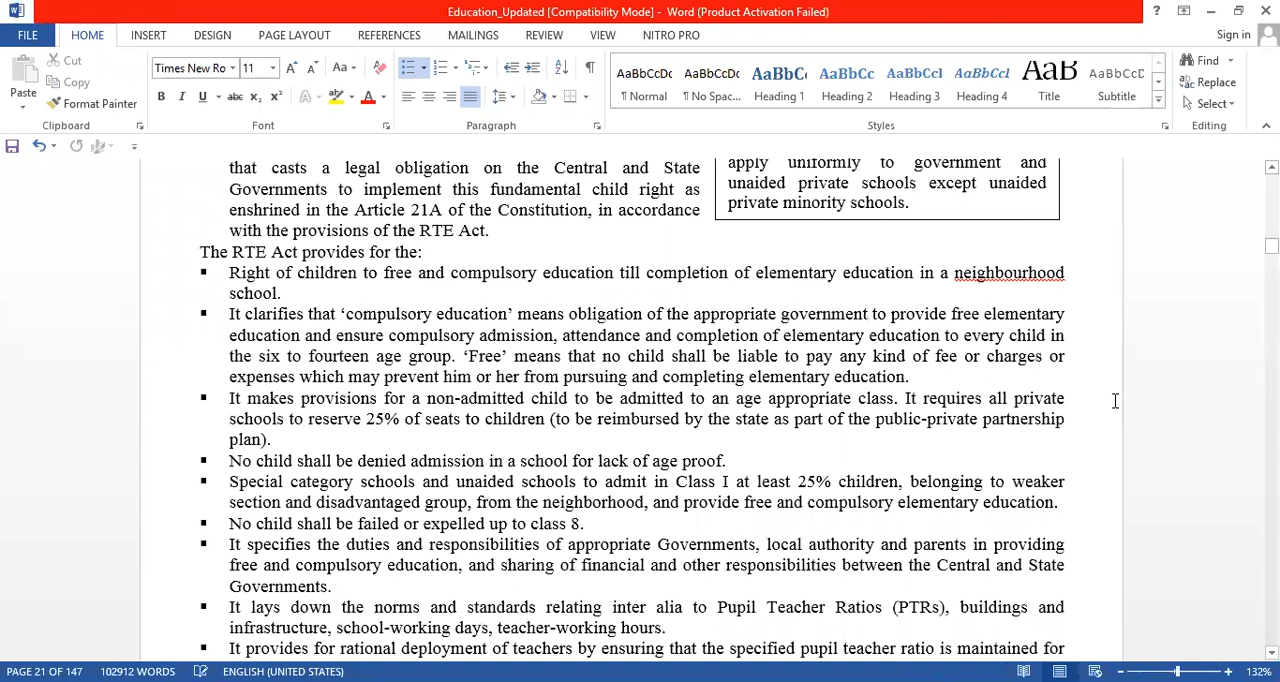 Education_Updated [Compatibility Mode] - Word (Product Activation Failed)
FILE HOME INSERT DESIGN PAGE LAYOUT REFERENCES MAILINGS REVIEW VIEW NITRO PRO Sign in
Paste
Cut
Copy
Format Painter
Times New Ro 11
AaBbCcDc AaBbCcDc AaBbC AaBbCc AaBbCcI AaBbCcI AaB AaBbCcD
¶ Normal ¶ No Spac... Heading 1 Heading 2 Heading 3 Heading 4 Title Subtitle
Find
Replace
Select
Clipboard Font Paragraph Styles Editing
that casts a legal obligation on the Central and State
Governments to implement this fundamental child right as
enshrined in the Article 21A of the Constitution, in accordance
with the provisions of the RTE Act.
apply uniformly to government and
unaided private schools except unaided
private minority schools.
The RTE Act provides for the:
▪ Right of children to free and compulsory education till completion of elementary education in a neighbourhood
school.
▪ It clarifies that ‘compulsory education’ means obligation of the appropriate government to provide free elementary
education and ensure compulsory admission, attendance and completion of elementary education to every child in
the six to fourteen age group. ‘Free’ means that no child shall be liable to pay any kind of fee or charges or
expenses which may prevent him or her from pursuing and completing elementary education.
▪ It makes provisions for a non-admitted child to be admitted to an age appropriate class. It requires all private
schools to reserve 25% of seats to children (to be reimbursed by the state as part of the public-private partnership
plan).
▪ No child shall be denied admission in a school for lack of age proof.
▪ Special category schools and unaided schools to admit in Class I at least 25% children, belonging to weaker
section and disadvantaged group, from the neighborhood, and provide free and compulsory elementary education.
▪ No child shall be failed or expelled up to class 8.
▪ It specifies the duties and responsibilities of appropriate Governments, local authority and parents in providing
free and compulsory education, and sharing of financial and other responsibilities between the Central and State
Governments.
▪ It lays down the norms and standards relating inter alia to Pupil Teacher Ratios (PTRs), buildings and
infrastructure, school-working days, teacher-working hours.
▪ It provides for rational deployment of teachers by ensuring that the specified pupil teacher ratio is maintained for
PAGE 21 OF 147 102912 WORDS ENGLISH (UNITED STATES) 132%